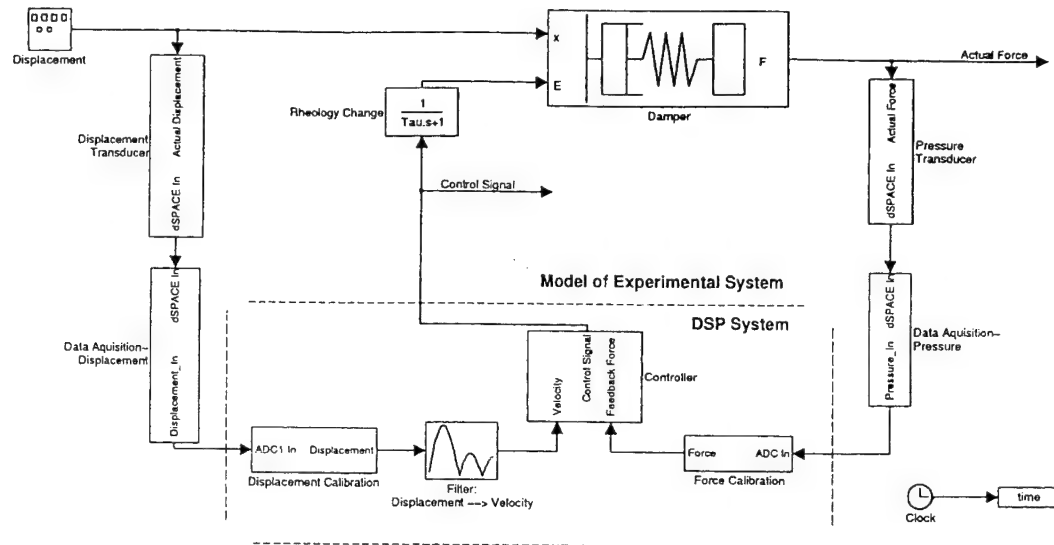 Displacement
x
E
F
Damper
Actual Force
Rheology Change
1
Tau.s+1
Control Signal
Displacement
Transducer
Actual Displacement
dSPACE In
Actual Force
dSPACE In
Pressure
Transducer
Model of Experimental System
DSP System
Data Aquisition–
Displacement
dSPACE In
Displacement_In
Velocity
Control Signal
Feedback Force
Controller
dSPACE In
Pressure_In
Data Aquisition–
Pressure
ADC1 In
Displacement
Displacement Calibration
Filter:
Displacement ––> Velocity
Force
ADC In
Force Calibration
Clock
time